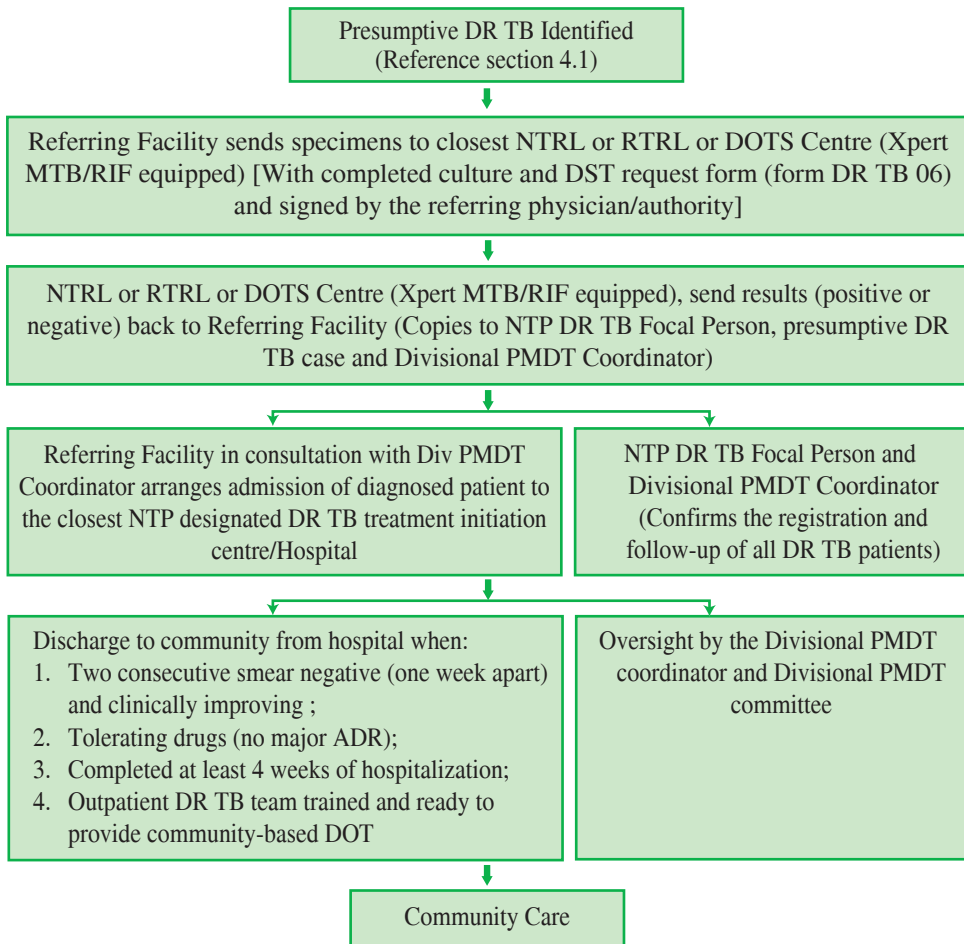 Presumptive DR TB Identified
(Reference section 4.1)
Referring Facility sends specimens to closest NTRL or RTRL or DOTS Centre (Xpert
MTB/RIF equipped) [With completed culture and DST request form (form DR TB 06)
and signed by the referring physician/authority]
NTRL or RTRL or DOTS Centre (Xpert MTB/RIF equipped), send results (positive or
negative) back to Referring Facility (Copies to NTP DR TB Focal Person, presumptive DR
TB case and Divisional PMDT Coordinator)
Referring Facility in consultation with Div PMDT
Coordinator arranges admission of diagnosed patient to
the closest NTP designated DR TB treatment initiation
centre/Hospital
NTP DR TB Focal Person and
Divisional PMDT Coordinator
(Confirms the registration and
follow-up of all DR TB patients)
Discharge to community from hospital when:
1. Two consecutive smear negative (one week apart)
and clinically improving ;
2. Tolerating drugs (no major ADR);
3. Completed at least 4 weeks of hospitalization;
4. Outpatient DR TB team trained and ready to
provide community-based DOT
Oversight by the Divisional PMDT
coordinator and Divisional PMDT
committee
Community Care